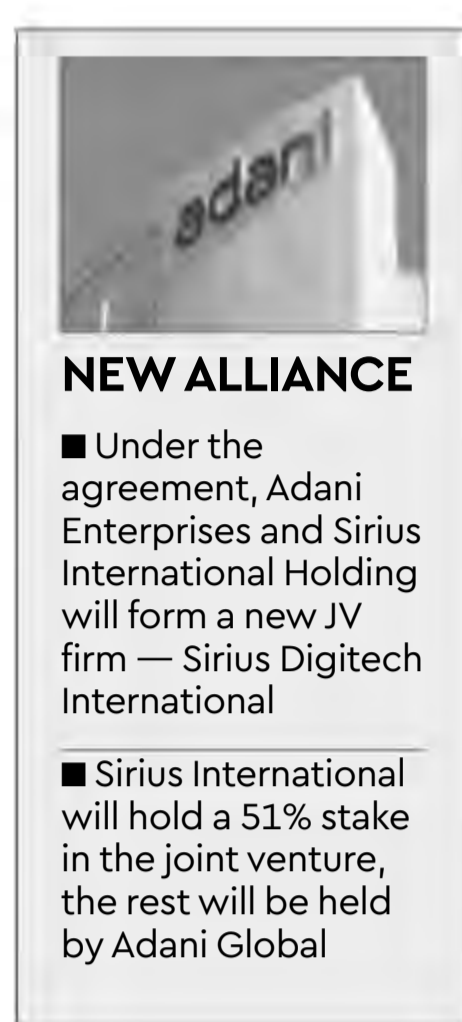 adani
NEW ALLIANCE
■ Under the
agreement, Adani
Enterprises and Sirius
International Holding
will form a new JV
firm — Sirius Digitech
International
■ Sirius International
will hold a 51% stake
in the joint venture,
the rest will be held
by Adani Global